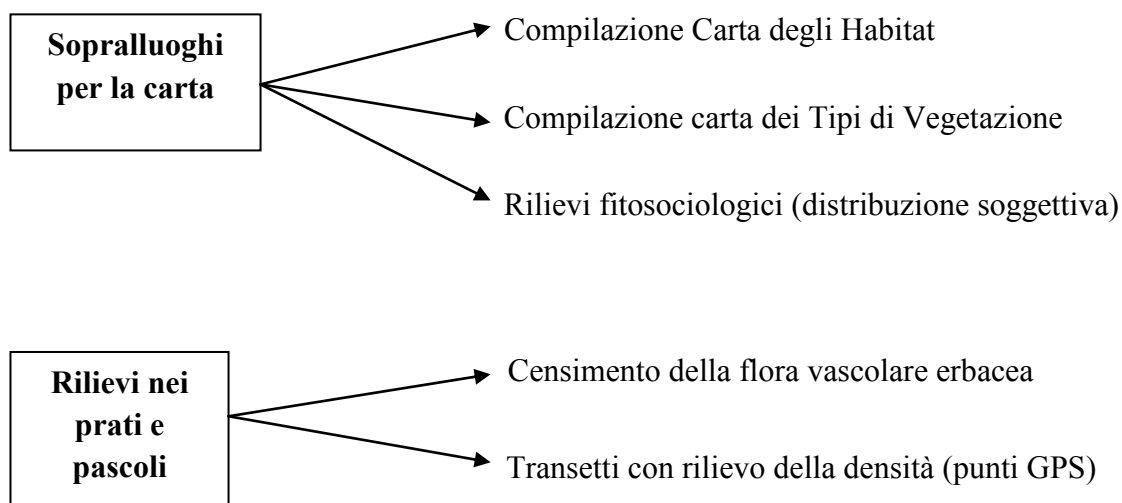 Sopralluoghi
per la carta
Compilazione Carta degli Habitat
Compilazione carta dei Tipi di Vegetazione
Rilievi fitosociologici (distribuzione soggettiva)
Rilievi nei
prati e
pascoli
Censimento della flora vascolare erbacea
Transetti con rilievo della densità (punti GPS)